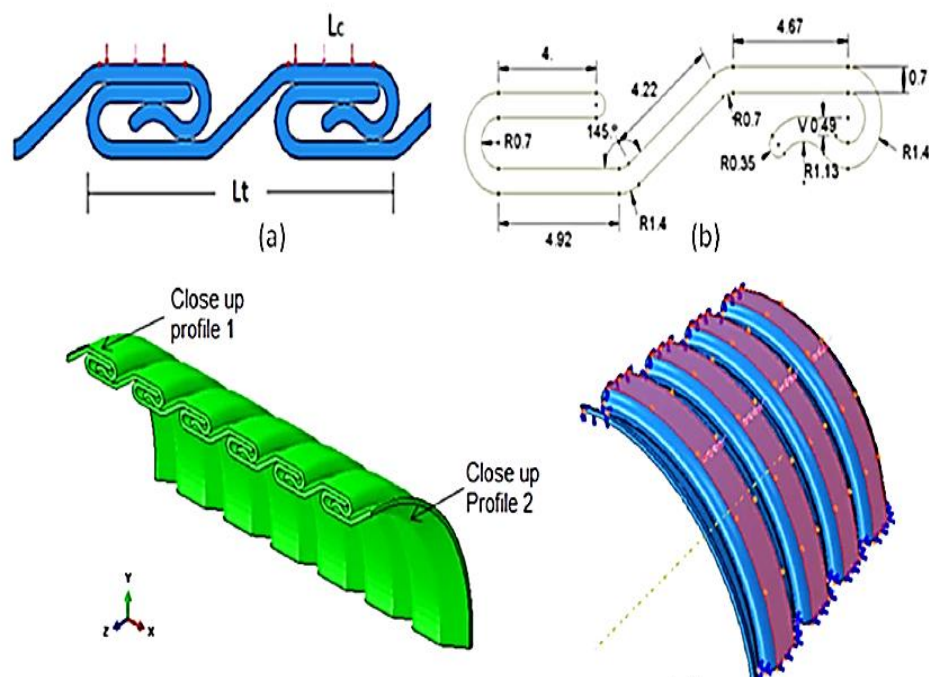 Lc
Lt
(a)
4.
4.22
4.67
0.7
145.°
R0.7
R0.7
V 0.49
R0.35
R1.13
R1.4
R1.4
4.92
(b)
Close up
profile 1
Close up
Profile 2
Y
Z
X